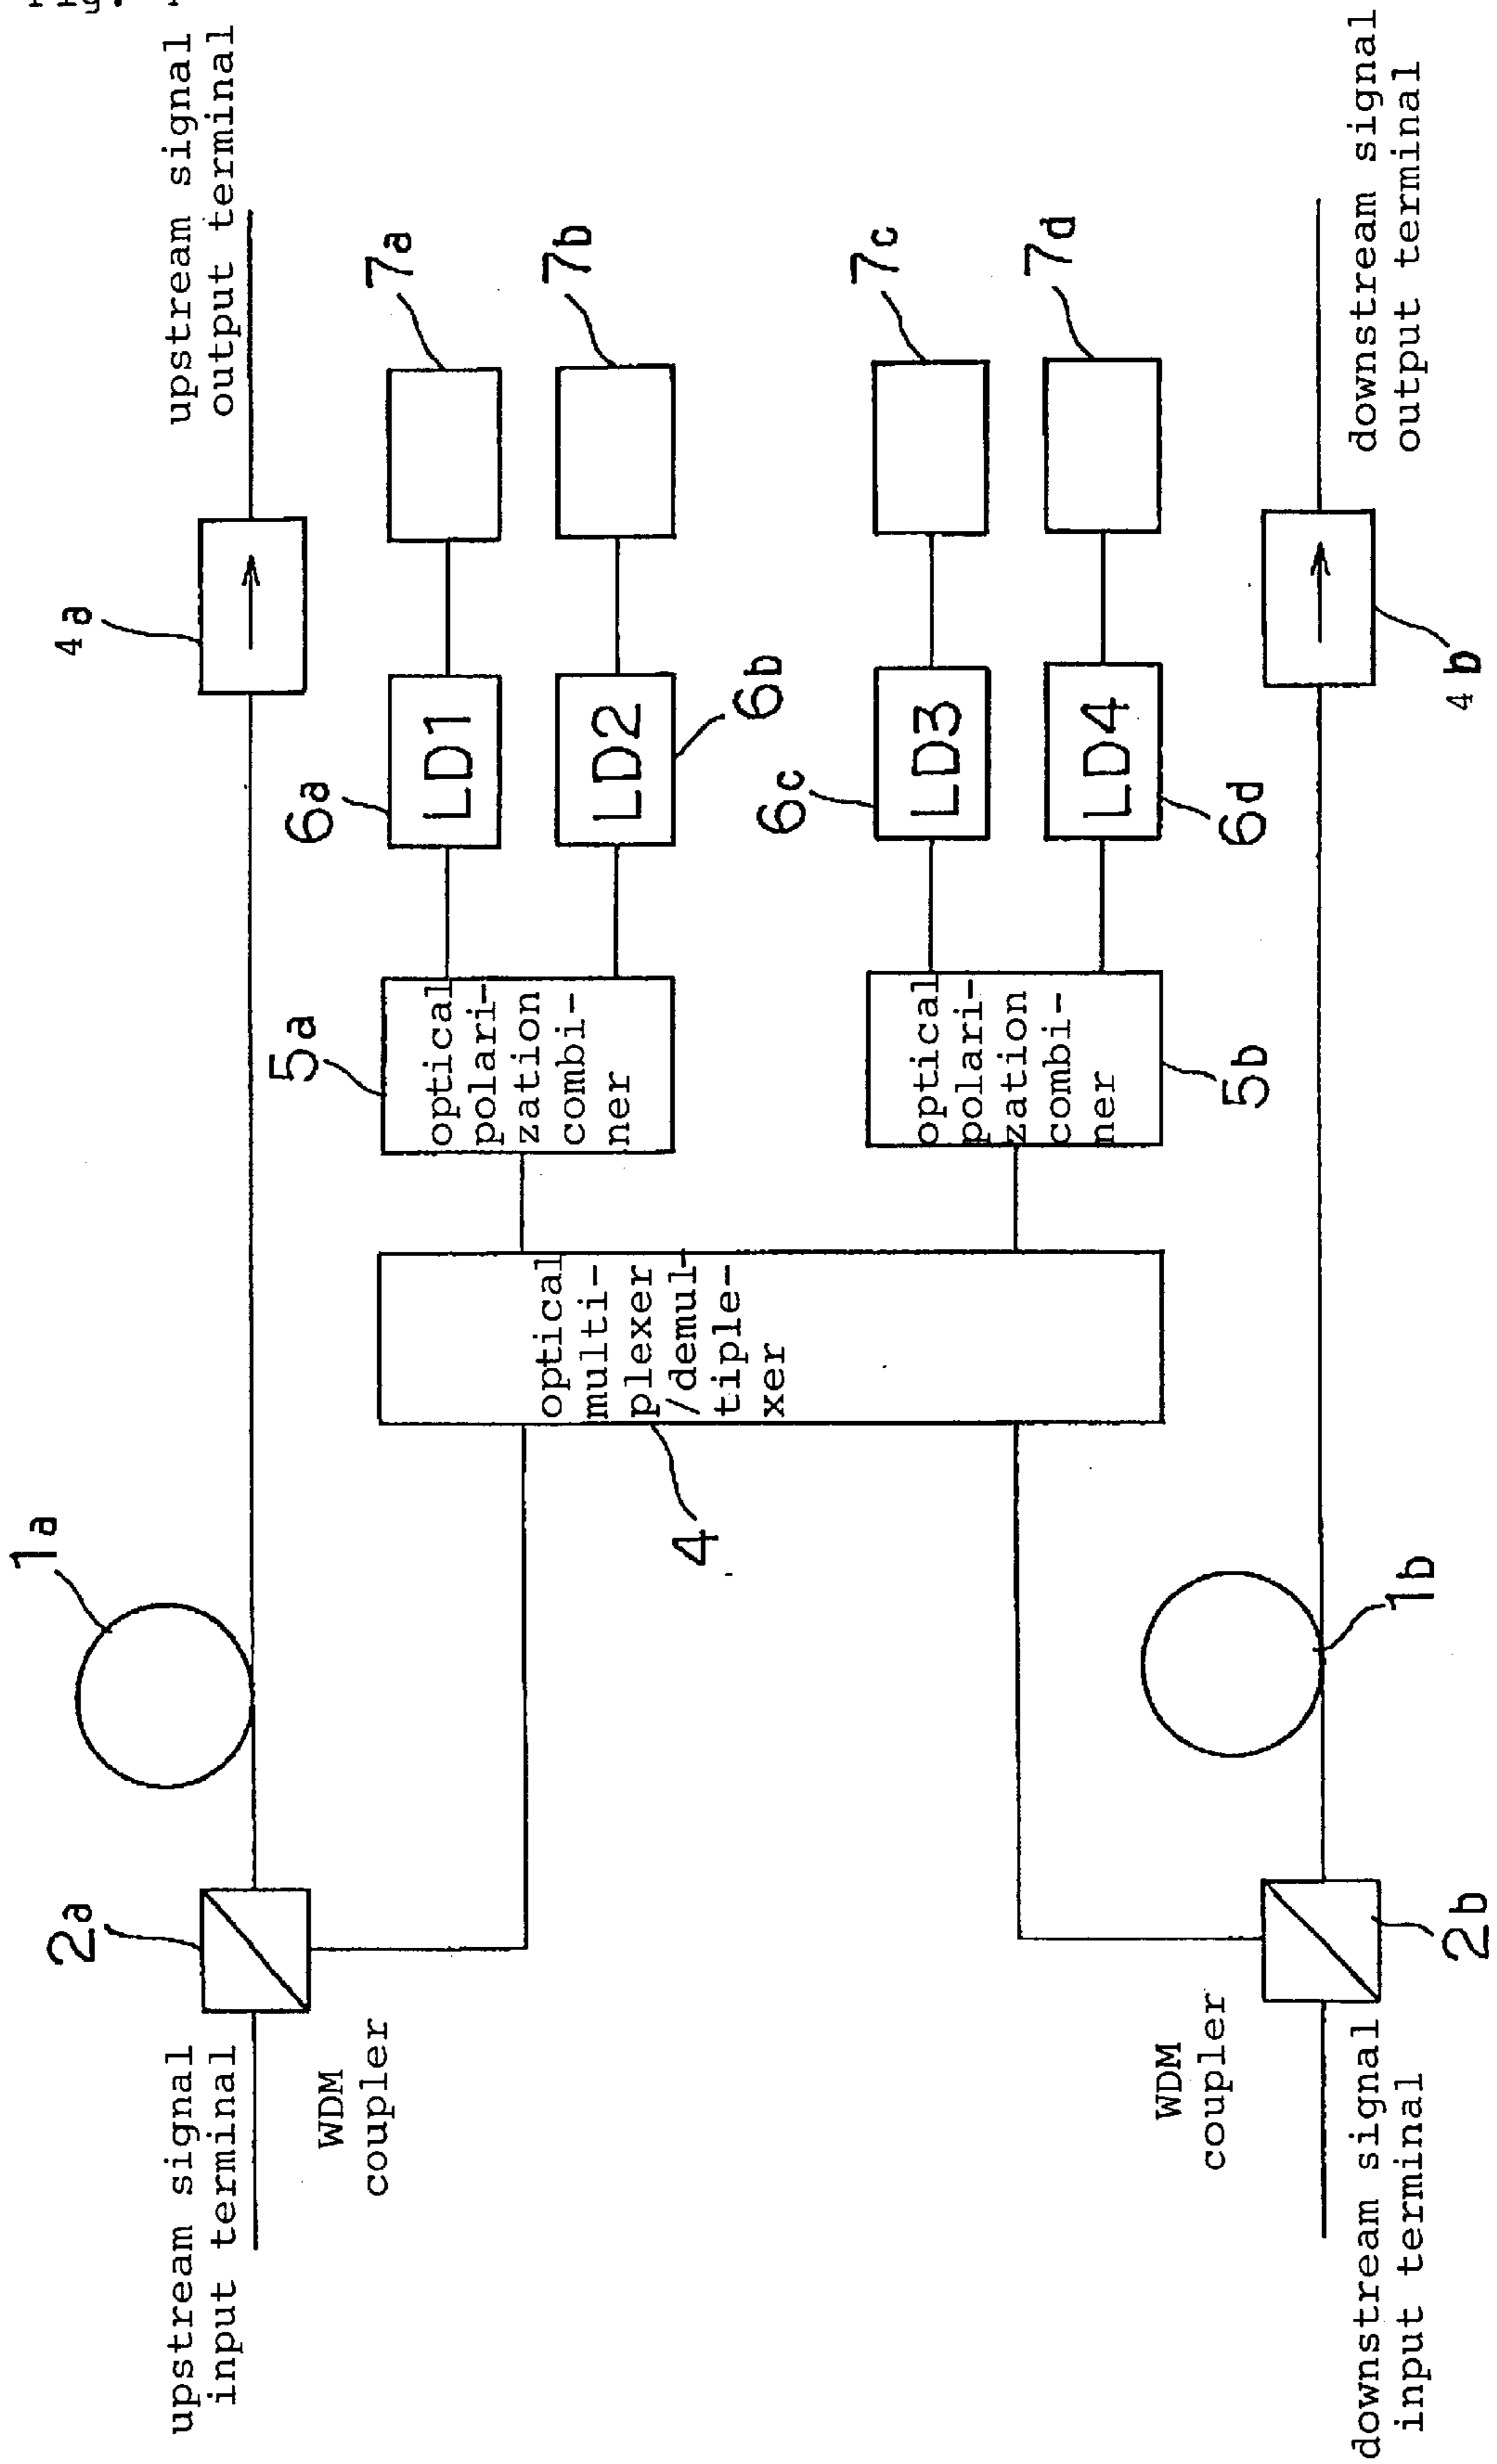 Fig.
upstream signal
input terminal
2a
WDM
coupler
1a
4a
upstream signal
output terminal
4
optical
multi-
plexer
/demul-
tiple-
xer
5a
optical
polari-
zation
combi-
ner
6a
LD1
7a
LD2
6b
7b
5b
optical
polari-
zation
combi-
ner
6c
LD3
7c
LD4
6d
7d
WDM
coupler
2b
1b
4b
downstream signal
input terminal
downstream signal
output terminal